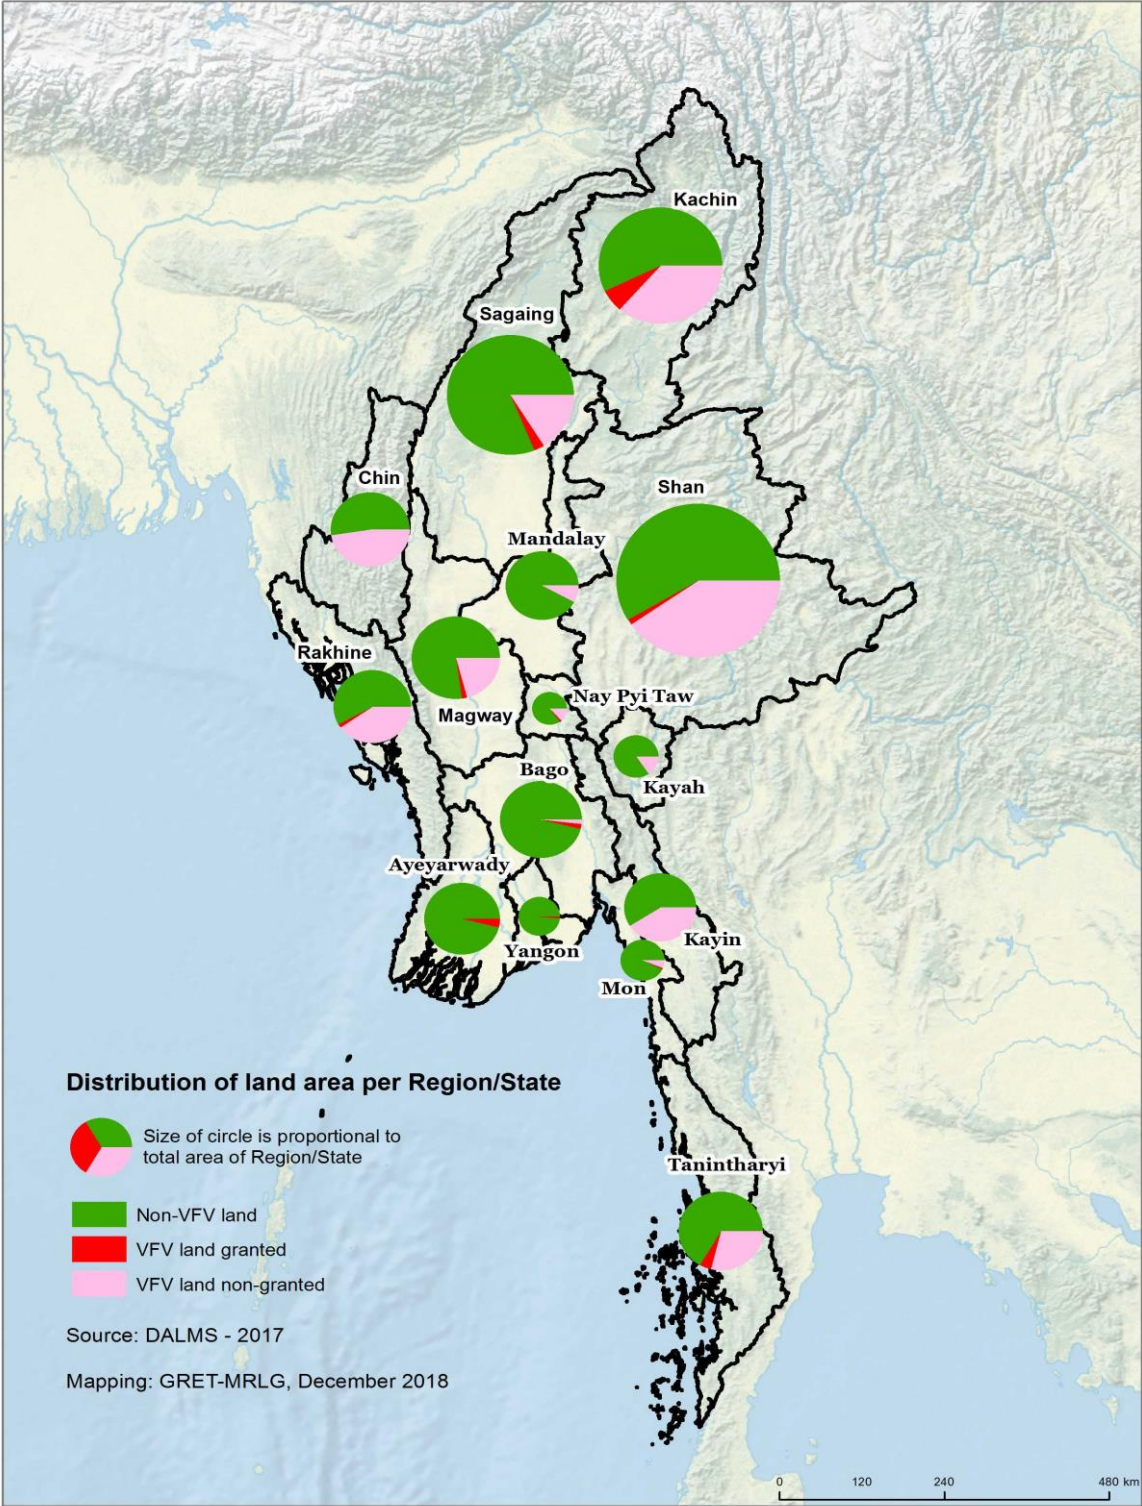 Kachin
Sagaing
Chin
Shan
Mandalay
Rakhine
Magway
Nay Pyi Taw
Bago
Kayah
Ayeyarwady
Yangon
Kayin
Mon
Tanintharyi
Distribution of land area per Region/State
Size of circle is proportional to
total area of Region/State
Non-VFV land
VFV land granted
VFV land non-granted
Source: DALMS - 2017
Mapping: GRET-MRLG, December 2018
0 120 240 480 km